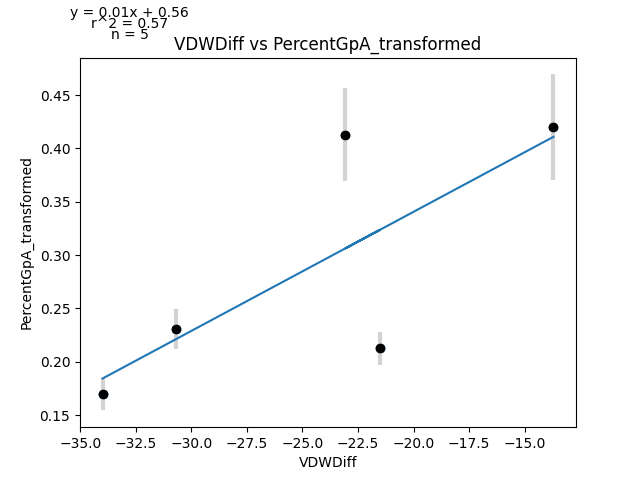 y = 0.01x + 0.56
r^2 = 0.57
n = 5
VDWDiff vs PercentGpA_transformed
PercentGpA_transformed
0.45
0.40
0.35
0.30
0.25
0.20
0.15
−35.0 −32.5 −30.0 −27.5 −25.0 −22.5 −20.0 −17.5 −15.0
VDWDiff